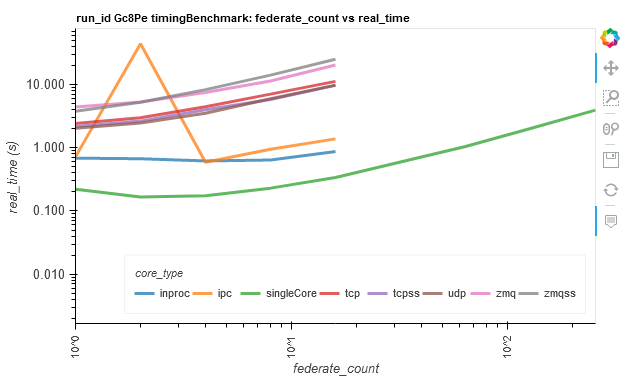 run_id Gc8Pe timingBenchmark: federate_count vs real_time
real_time (s)
10.000
1.000
0.100
0.010
core_type
inproc ipc singleCore tcp tcpss udp zmq zmqss
10^0 10^1 10^2
federate_count